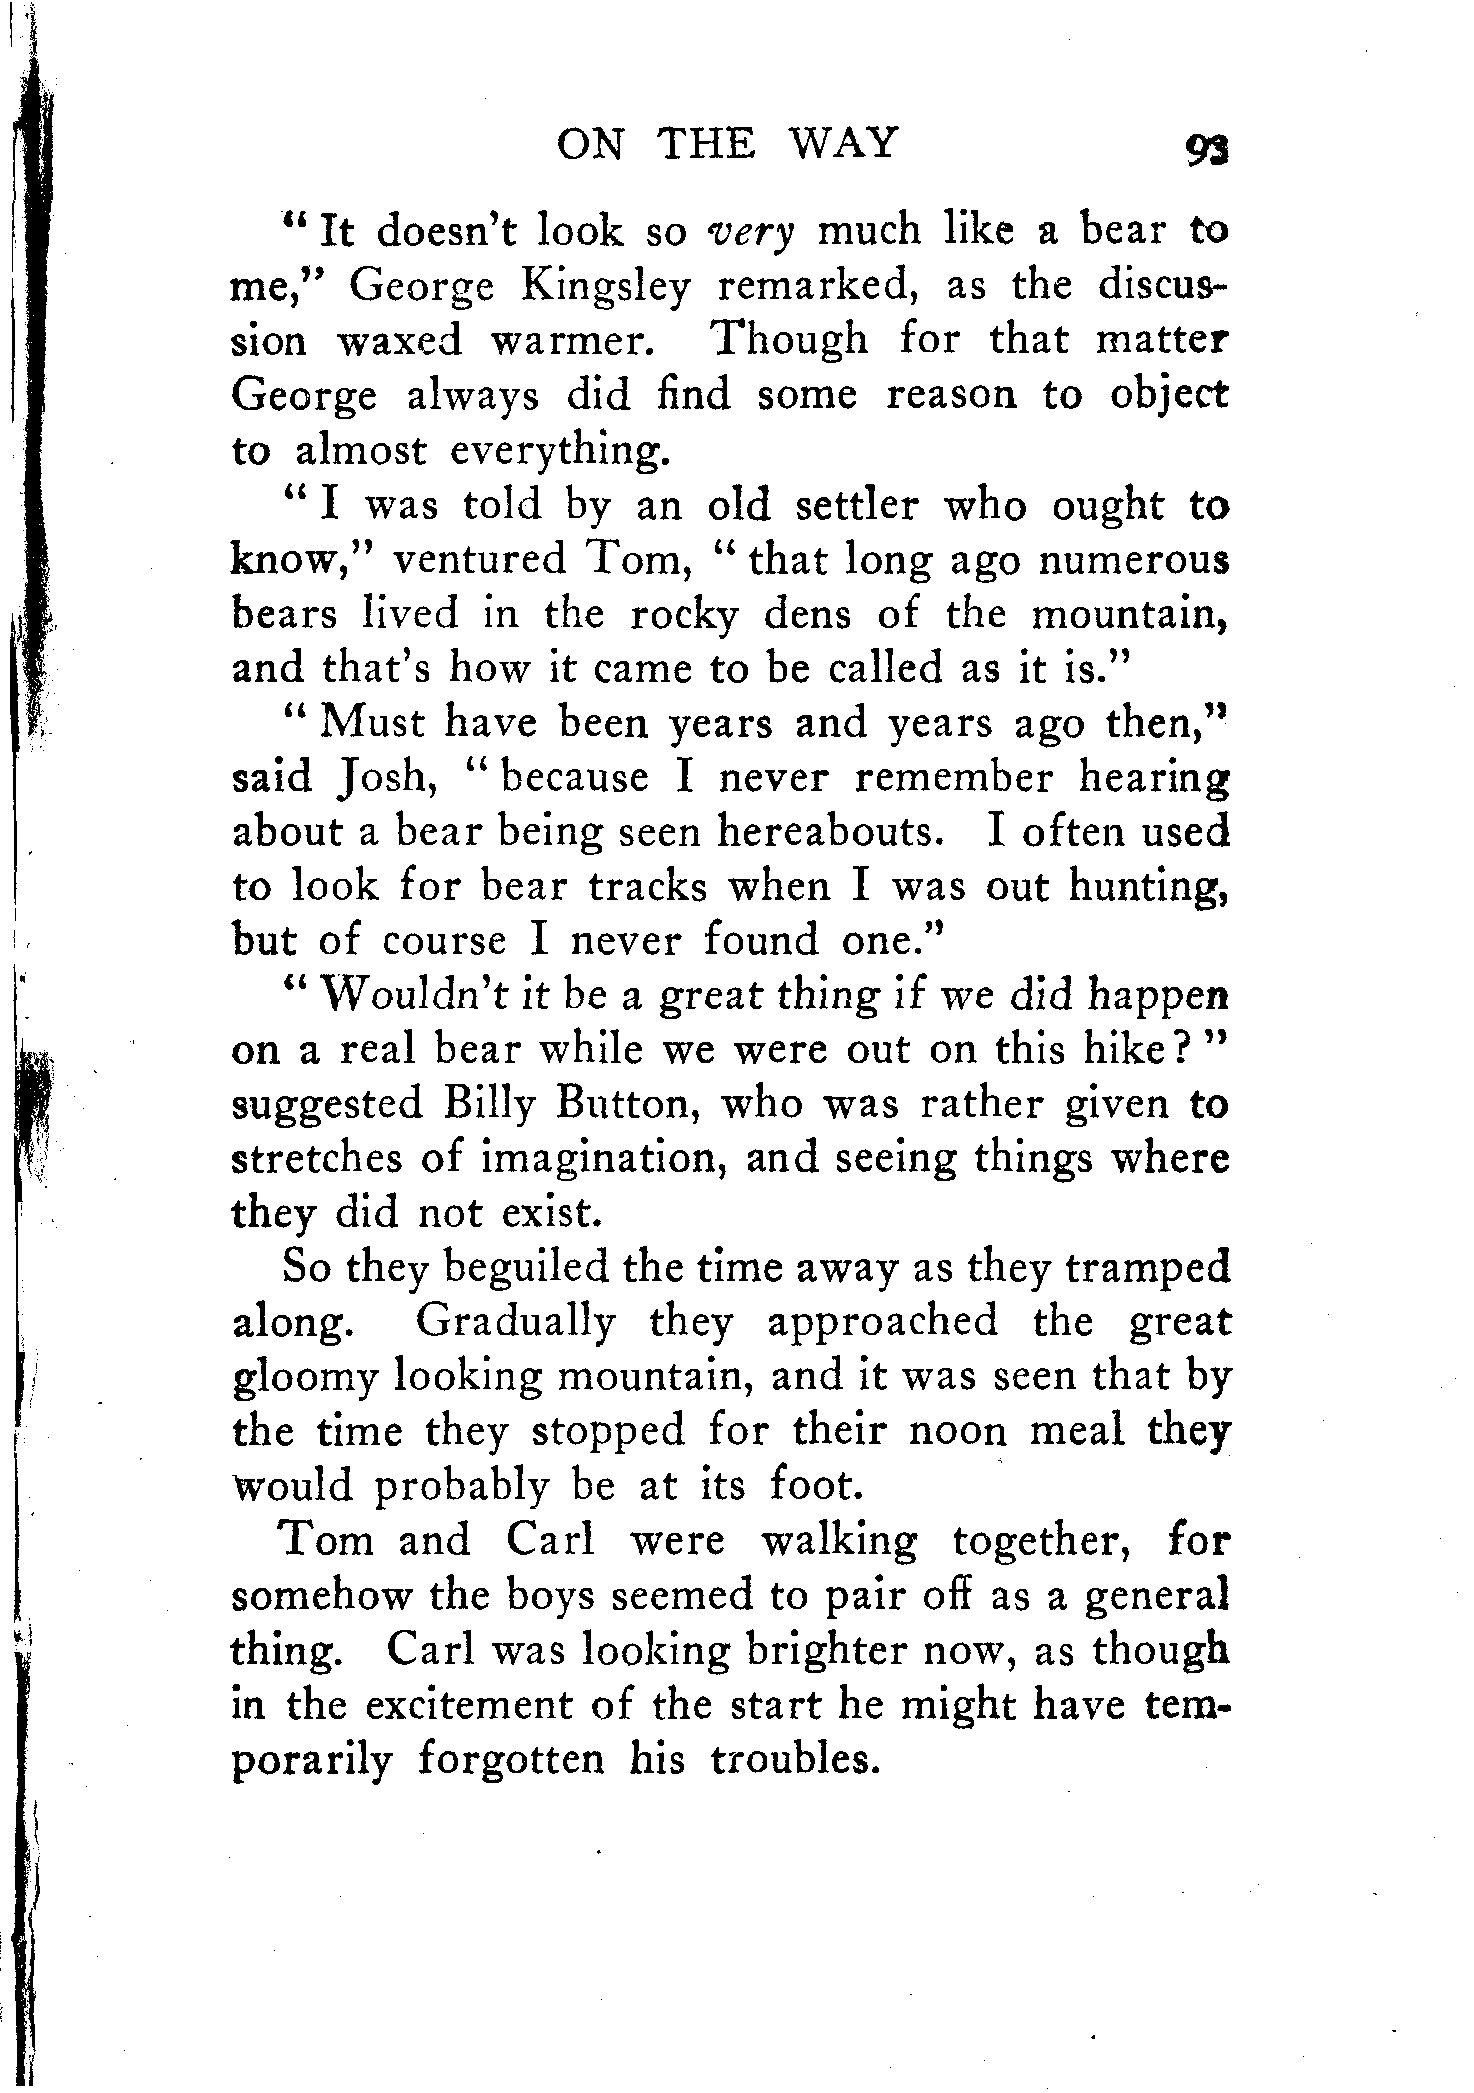 ON THE WAY 93
“ It doesn’t look so very much like a bear to
me,” George Kingsley remarked, as the discus-
sion waxed warmer. Though for that matter
George always did find some reason to object
to almost everything.
“ I was told by an old settler who ought to
know,” ventured Tom, “ that long ago numerous
bears lived in the rocky dens of the mountain,
and that’s how it came to be called as it is.”
“ Must have been years and years ago then,”
said Josh, “ because I never remember hearing
about a bear being seen hereabouts. I often used
to look for bear tracks when I was out hunting,
but of course I never found one.”
“ Wouldn’t it be a great thing if we did happen
on a real bear while we were out on this hike? ”
suggested Billy Button, who was rather given to
stretches of imagination, and seeing things where
they did not exist.
So they beguiled the time away as they tramped
along. Gradually they approached the great
gloomy looking mountain, and it was seen that by
the time they stopped for their noon meal they
would probably be at its foot.
Tom and Carl were walking together, for
somehow the boys seemed to pair off as a general
thing. Carl was looking brighter now, as though
in the excitement of the start he might have tem-
porarily forgotten his troubles.